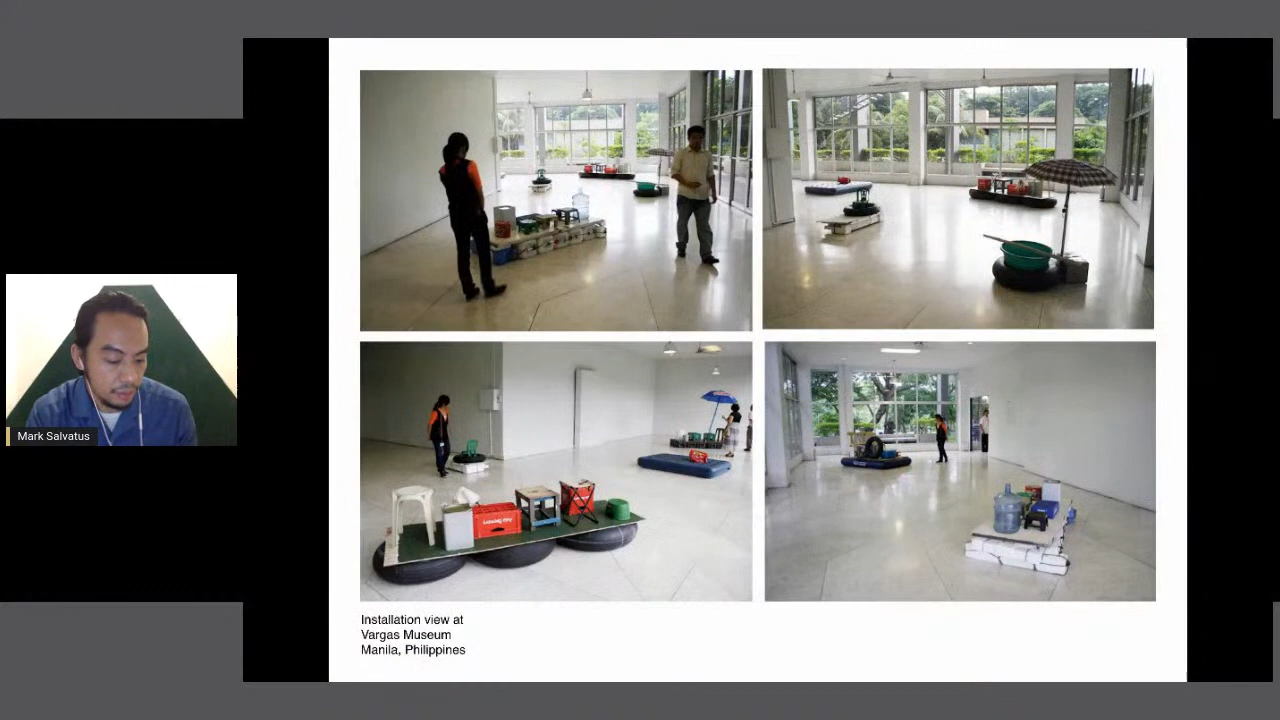 Mark Salvatus
Installation view at
Vargas Museum
Manila, Philippines